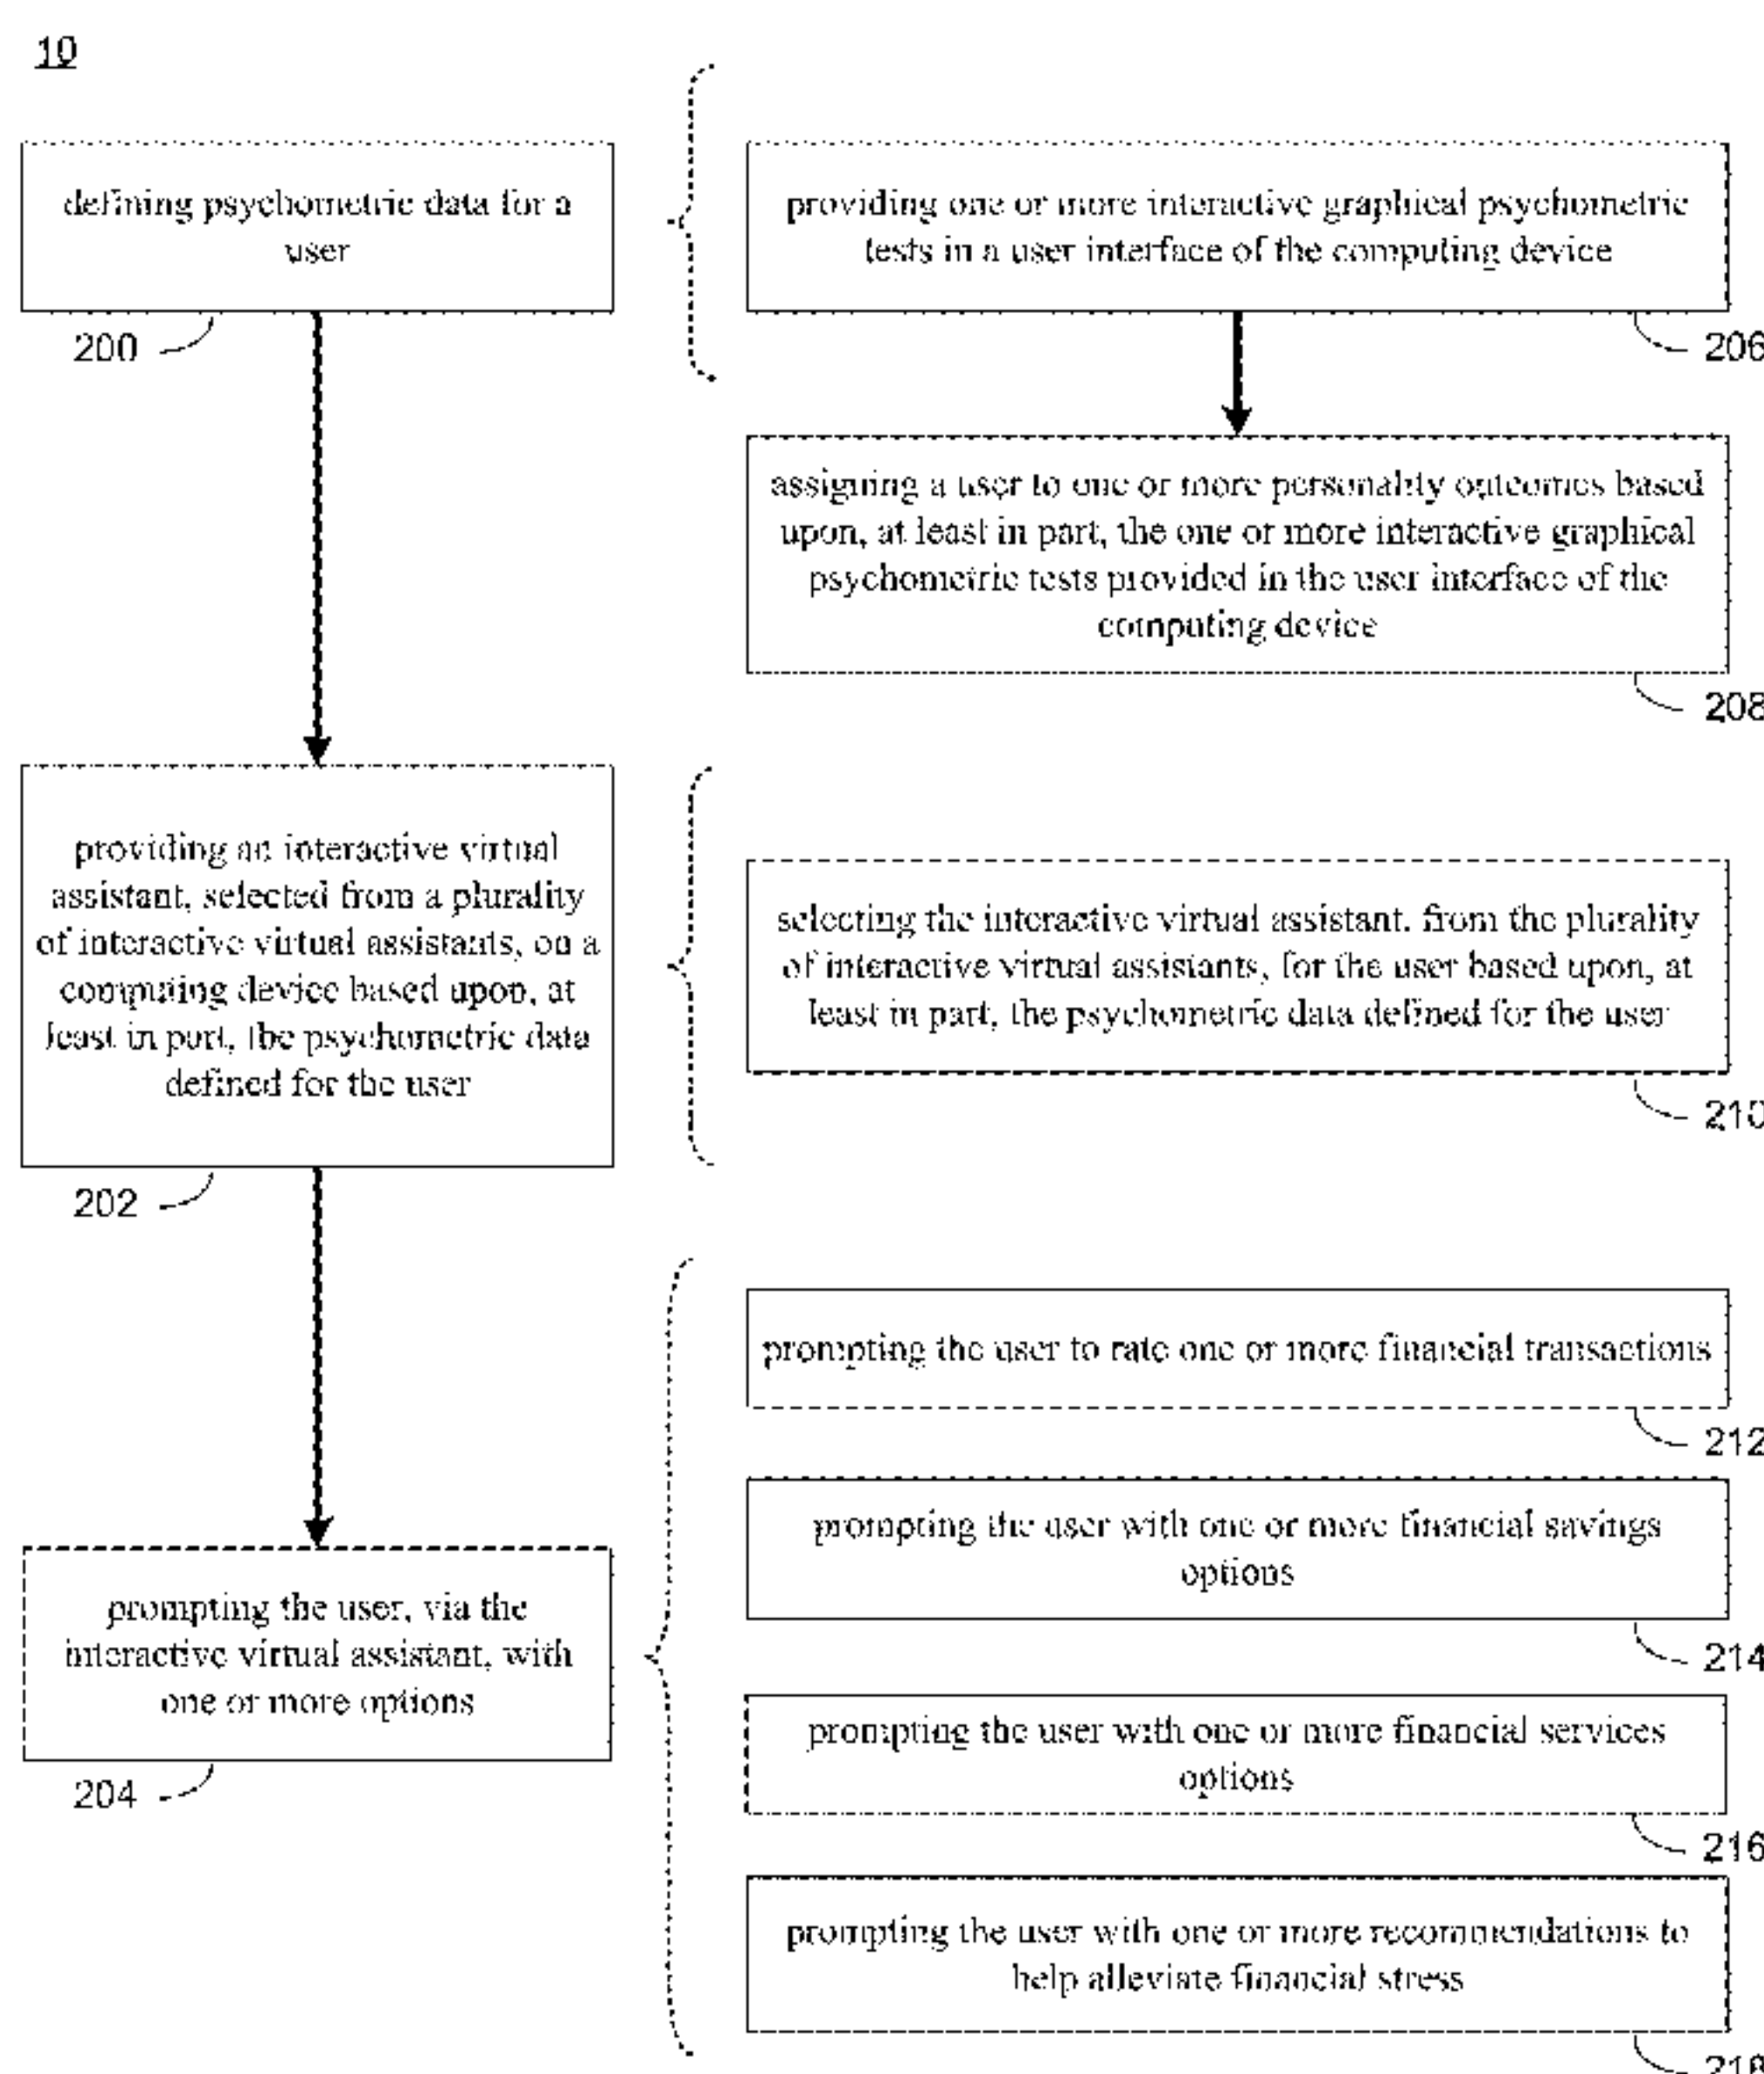 10
defining psychometric data for a
user
200
providing one or more interactive graphical psychometric
tests in a user interface of the computing device
206
assigning a user to one or more personality outcomes based
upon, at least in part, the one or more interactive graphical
psychometric tests provided in the user interface of the
computing device
208
providing an interactive virtual
assistant, selected from a plurality
of interactive virtual assistants, on a
computing device based upon, at
least in part, the psychometric data
defined for the user
202
selecting the interactive virtual assistant, from the plurality
of interactive virtual assistants, for the user based upon, at
least in part, the psychometric data defined for the user
210
prompting the user, via the
interactive virtual assistant, with
one or more options
204
prompting the user to rate one or more financial transactions
212
prompting the user with one or more financial savings
options
214
prompting the user with one or more financial services
options
216
prompting the user with one or more recommendations to
help alleviate financial stress
218